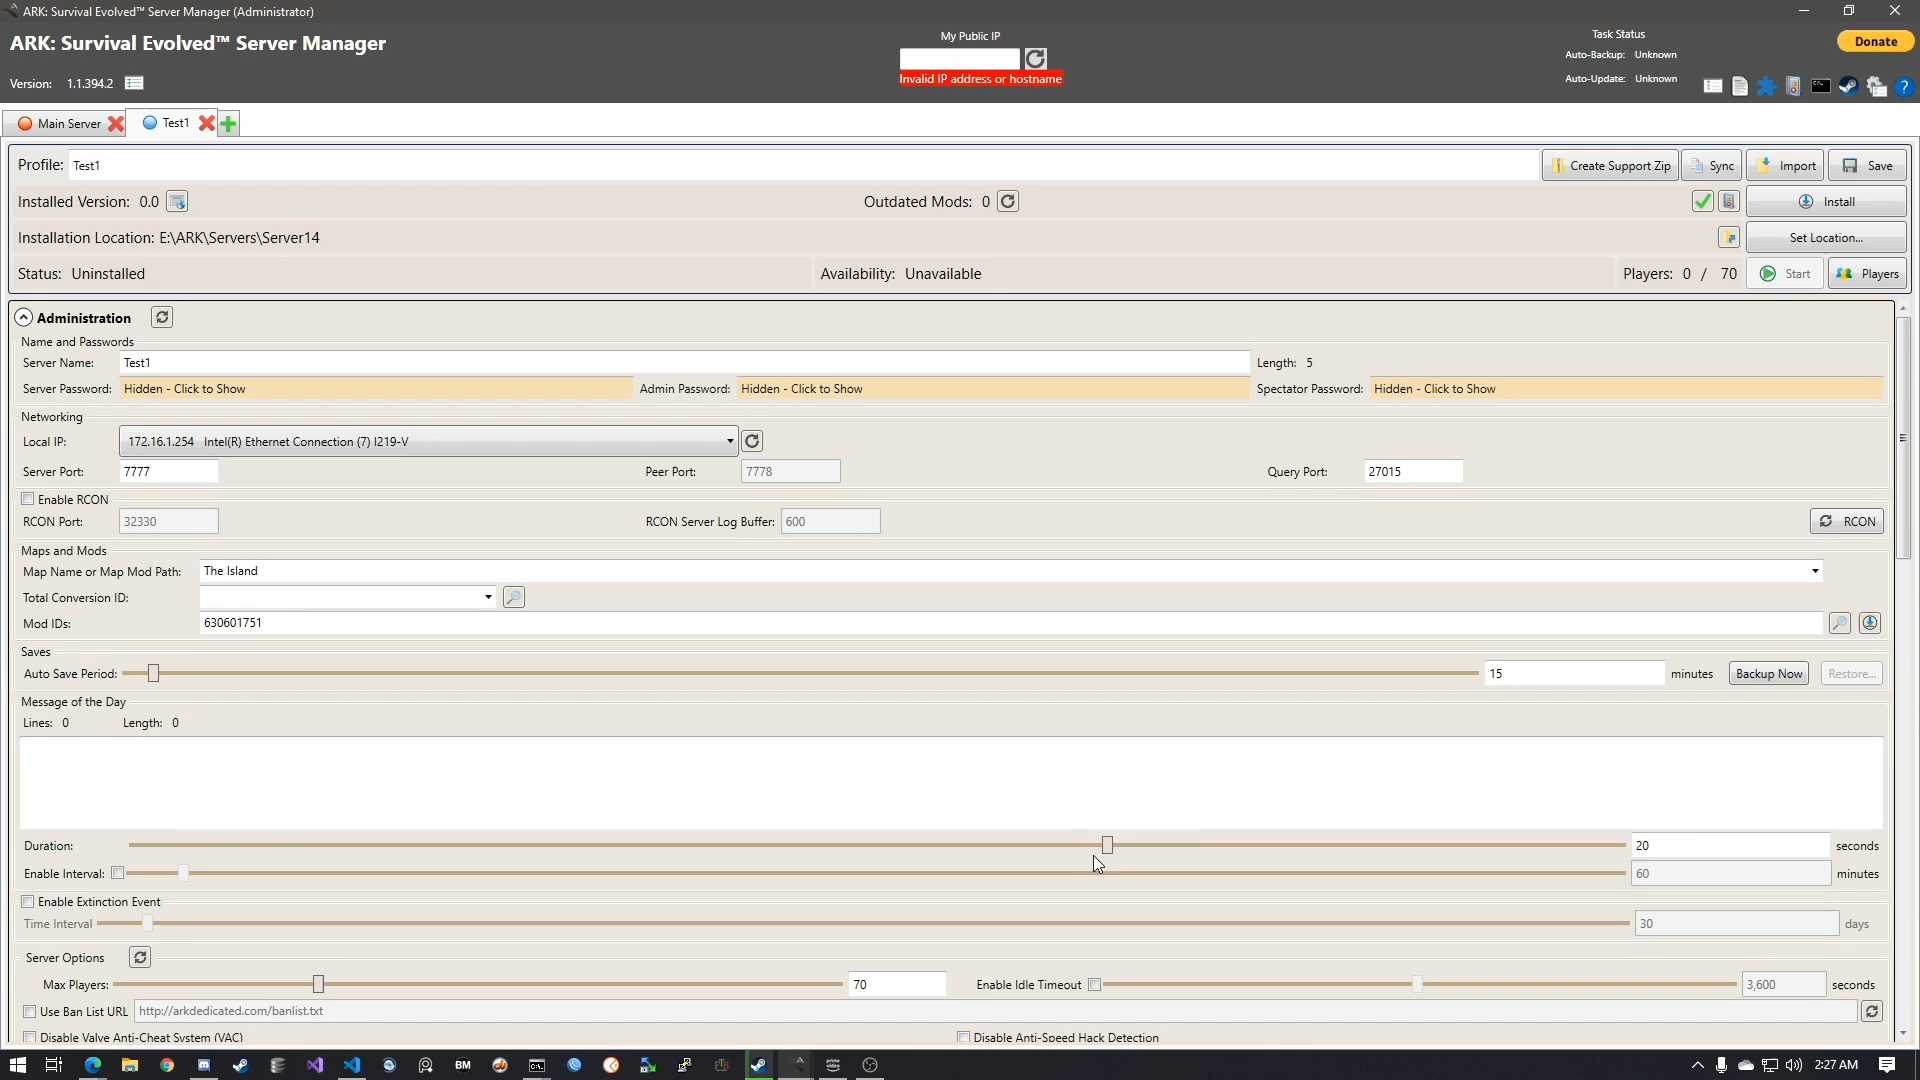 ARK: Survival Evolved™ Server Manager (Administrator)
ARK: Survival Evolved™ Server Manager
My Public IP
Invalid IP address or hostname
Task Status
Auto-Backup: Unknown
Auto-Update: Unknown
Donate
Version: 1.1.394.2
Main Server
Test1
Profile: Test1
Create Support Zip
Sync
Import
Save
Installed Version: 0.0
Outdated Mods: 0
Install
Installation Location: E:\ARK\Servers\Server14
Set Location...
Status: Uninstalled
Availability: Unavailable
Players: 0 / 70
Start
Players
Administration
Name and Passwords
Server Name: Test1
Length: 5
Server Password: Hidden - Click to Show
Admin Password: Hidden - Click to Show
Spectator Password: Hidden - Click to Show
Networking
Local IP: 172.16.1.254 Intel(R) Ethernet Connection (7) I219-V
Server Port: 7777
Peer Port: 7778
Query Port: 27015
Enable RCON
RCON Port: 32330
RCON Server Log Buffer: 600
RCON
Maps and Mods
Map Name or Map Mod Path: The Island
Total Conversion ID:
Mod IDs: 630601751
Saves
Auto Save Period: 15 minutes
Backup Now
Restore...
Message of the Day
Lines: 0 Length: 0
Duration: 20 seconds
Enable Interval: 60 minutes
Enable Extinction Event
Time Interval 30 days
Server Options
Max Players: 70
Enable Idle Timeout 3,600 seconds
Use Ban List URL http://arkdedicated.com/banlist.txt
Disable Valve Anti-Cheat System (VAC)
Disable Anti-Speed Hack Detection
BM
2:27 AM